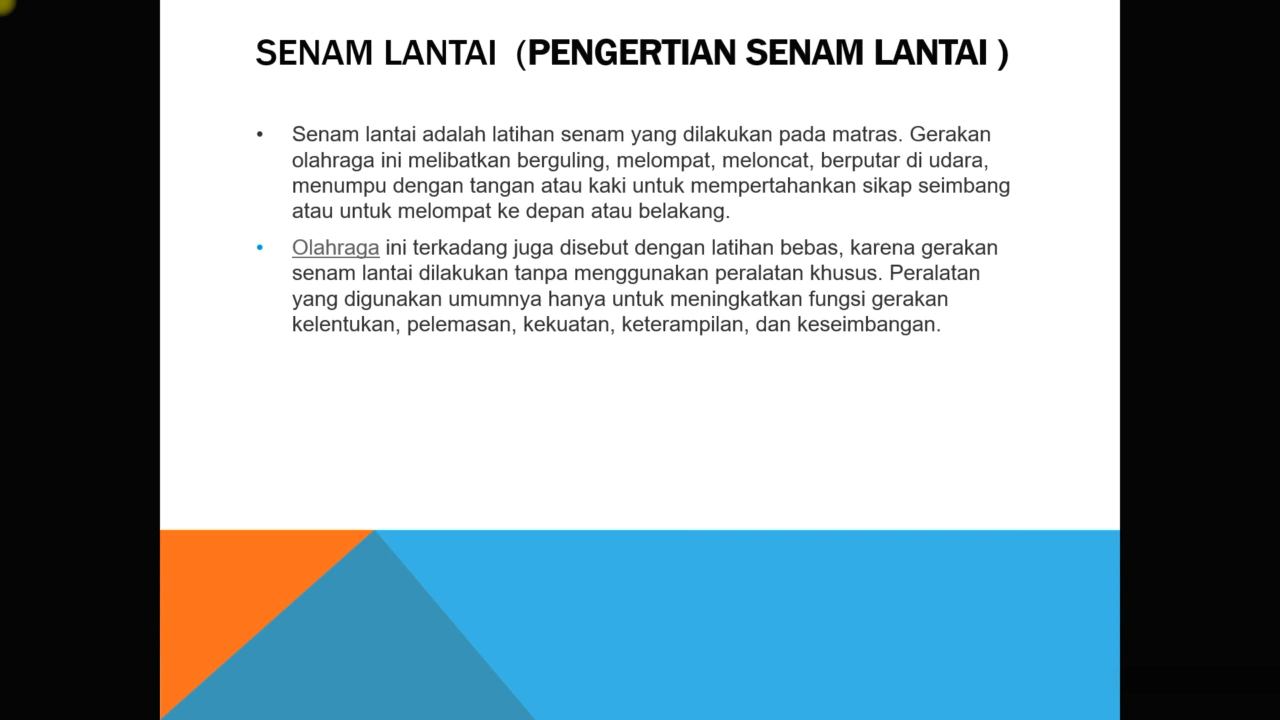 SENAM LANTAI (PENGERTIAN SENAM LANTAI )
• Senam lantai adalah latihan senam yang dilakukan pada matras. Gerakan
olahraga ini melibatkan berguling, melompat, meloncat, berputar di udara,
menumpu dengan tangan atau kaki untuk mempertahankan sikap seimbang
atau untuk melompat ke depan atau belakang.
• Olahraga ini terkadang juga disebut dengan latihan bebas, karena gerakan
senam lantai dilakukan tanpa menggunakan peralatan khusus. Peralatan
yang digunakan umumnya hanya untuk meningkatkan fungsi gerakan
kelentukan, pelemasan, kekuatan, keterampilan, dan keseimbangan.